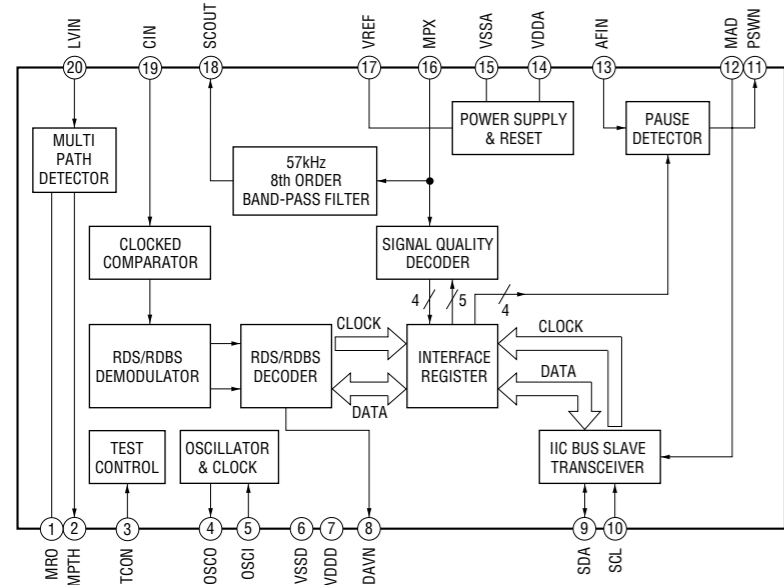 LVIN
CIN
SCOUT
VREF
MPX
VSSA
VDDA
AFIN
MAD
PSWN
20
19
18
17
16
15
14
13
12
11
MULTI
PATH
DETECTOR
57kHz
8th ORDER
BAND-PASS FILTER
POWER SUPPLY
& RESET
PAUSE
DETECTOR
CLOCKED
COMPARATOR
SIGNAL QUALITY
DECODER
4
5
4
RDS/RDBS
DEMODULATOR
RDS/RDBS
DECODER
CLOCK
DATA
INTERFACE
REGISTER
CLOCK
DATA
TEST
CONTROL
OSCILLATOR
& CLOCK
IIC BUS SLAVE
TRANSCEIVER
1
2
3
4
5
6
7
8
9
10
MRO
MPTH
TCON
OSCO
OSCI
VSSD
VDDD
DAVN
SDA
SCL